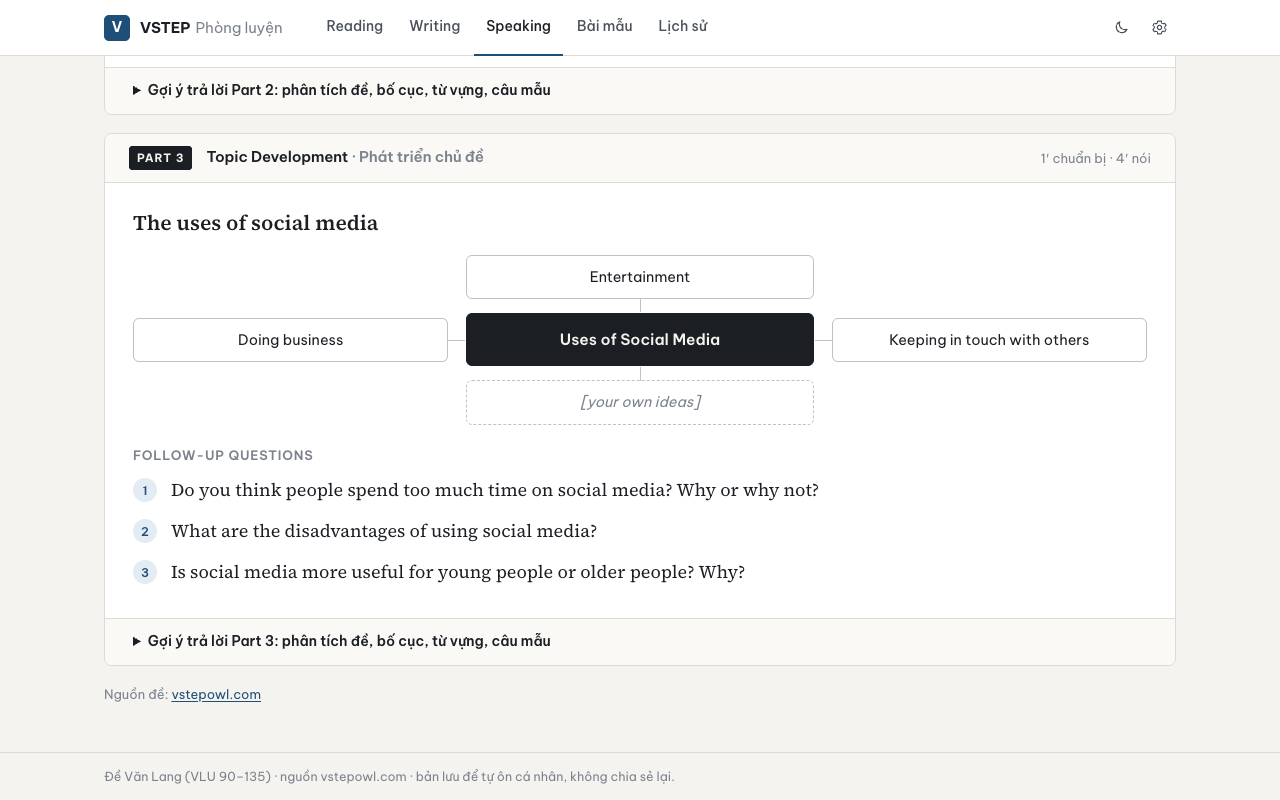 V VSTEP Phòng luyện Reading Writing Speaking Bài mẫu Lịch sử
▶ Gợi ý trả lời Part 2: phân tích đề, bố cục, từ vựng, câu mẫu
PART 3 Topic Development · Phát triển chủ đề 1′ chuẩn bị · 4′ nói
The uses of social media
Entertainment
Doing business Uses of Social Media Keeping in touch with others
[your own ideas]
FOLLOW-UP QUESTIONS
1 Do you think people spend too much time on social media? Why or why not?
2 What are the disadvantages of using social media?
3 Is social media more useful for young people or older people? Why?
▶ Gợi ý trả lời Part 3: phân tích đề, bố cục, từ vựng, câu mẫu
Nguồn đề: vstepowl.com
Đề Văn Lang (VLU 90–135) · nguồn vstepowl.com · bản lưu để tự ôn cá nhân, không chia sẻ lại.